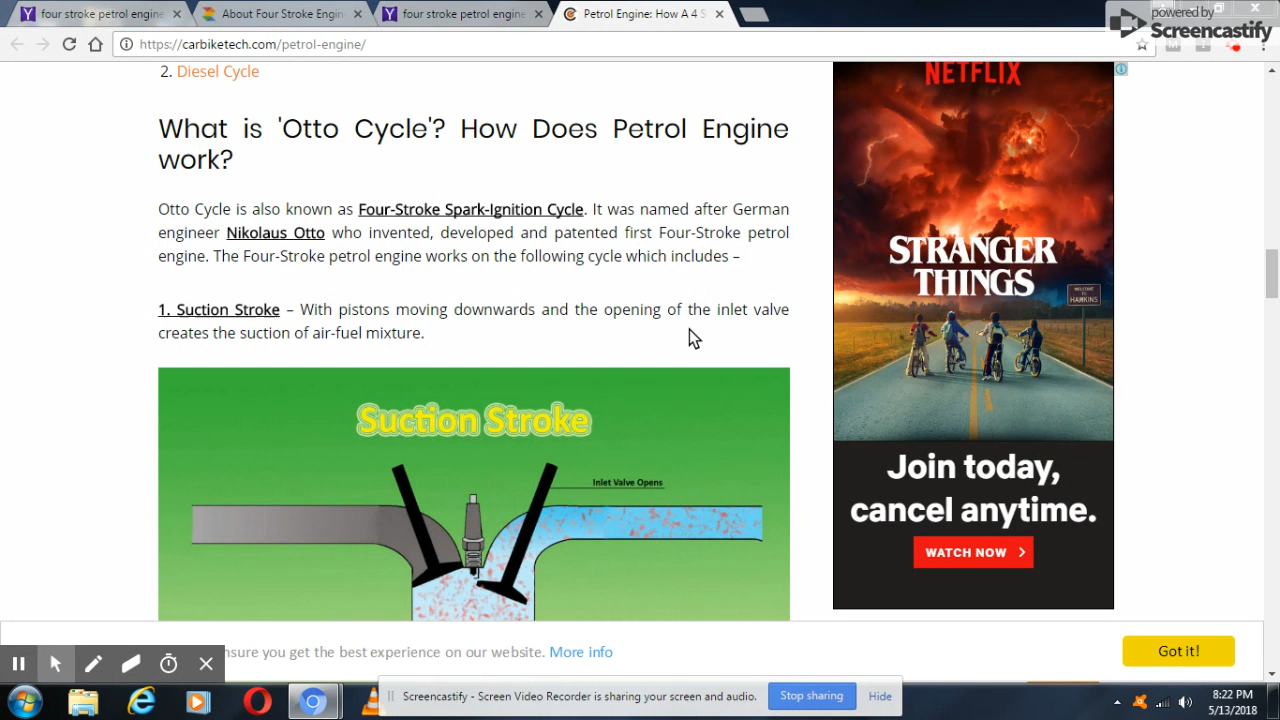 four stroke petrol engine
About Four Stroke Engine
four stroke petrol engine
Petrol Engine: How A 4 S
powered by
Screencastify
https://carbiketech.com/petrol-engine/
2. Diesel Cycle
What is 'Otto Cycle'? How Does Petrol Engine
work?
Otto Cycle is also known as Four-Stroke Spark-Ignition Cycle. It was named after German
engineer Nikolaus Otto who invented, developed and patented first Four-Stroke petrol
engine. The Four-Stroke petrol engine works on the following cycle which includes –
1. Suction Stroke – With pistons moving downwards and the opening of the inlet valve
creates the suction of air-fuel mixture.
Suction Stroke
Inlet Valve Opens
NETFLIX
STRANGER
THINGS
WELCOME
TO
HAWKINS
Join today,
cancel anytime.
WATCH NOW
nsure you get the best experience on our website. More info
Got it!
Screencastify - Screen Video Recorder is sharing your screen and audio.
Stop sharing
Hide
8:22 PM
5/13/2018